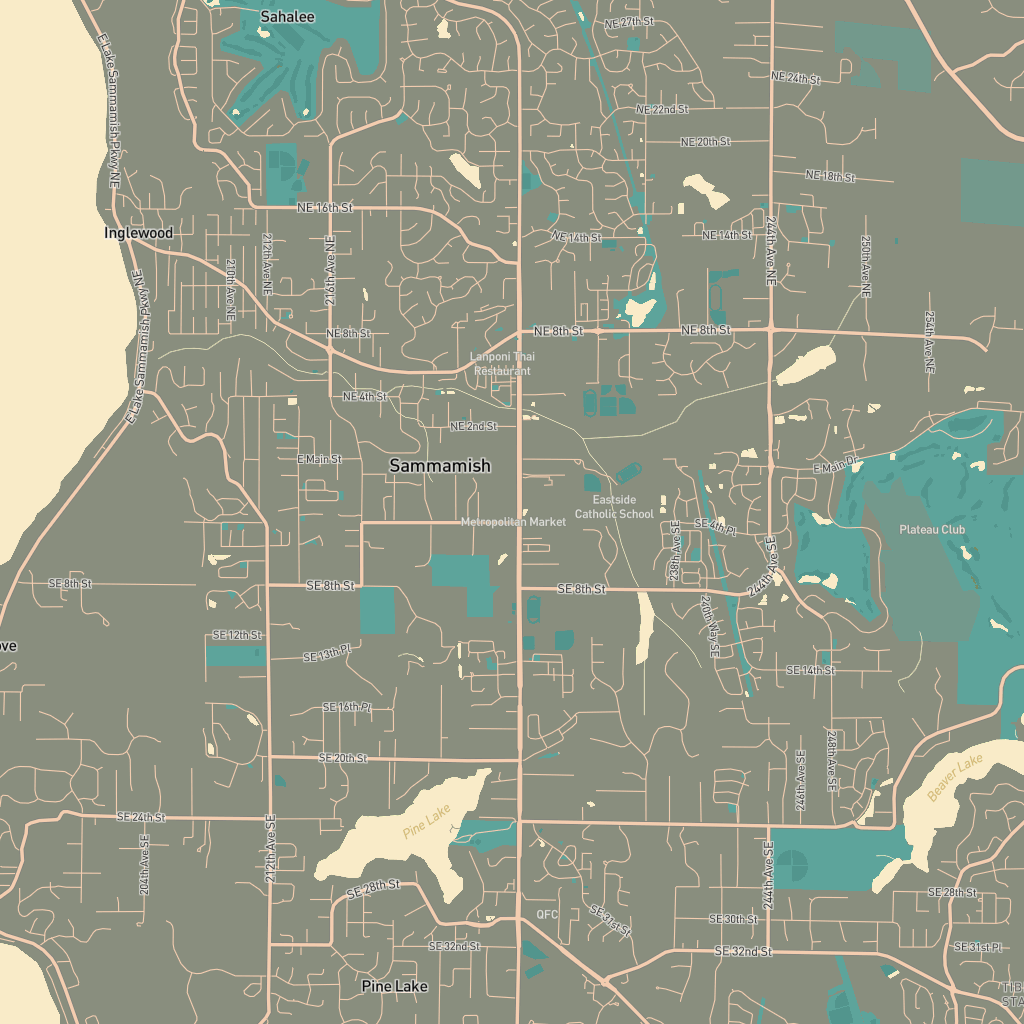 Sahalee
NE 27th St
E Lake Sammamish Pkwy NE
NE 24th St
NE 22nd St
NE 20th St
NE 18th St
NE 16th St
Inglewood
NE 14th St
NE 14th St
244th Ave NE
250th Ave NE
210th Ave NE
212th Ave NE
216th Ave NE
E Lake Sammamish Pkwy NE
NE 8th St
NE 8th St
NE 8th St
254th Ave NE
Lanponi Thai
Restaurant
NE 4th St
NE 2nd St
E Main St
Sammamish
E Main Dr
Eastside
Catholic School
Metropolitan Market
SE 4th Pl
Plateau Club
238th Ave SE
244th Ave SE
SE 8th St
SE 8th St
SE 8th St
240th Way SE
SE 12th St
ove
SE 13th Pl
SE 14th St
SE 16th Pl
SE 20th St
246th Ave SE
248th Ave SE
Beaver Lake
Pine Lake
SE 24th St
204th Ave SE
212th Ave SE
244th Ave SE
SE 28th St
SE 28th St
QFC
SE 31st St
SE 30th St
SE 32nd St
SE 32nd St
SE 31st Pl
Pine Lake
TIB
STA